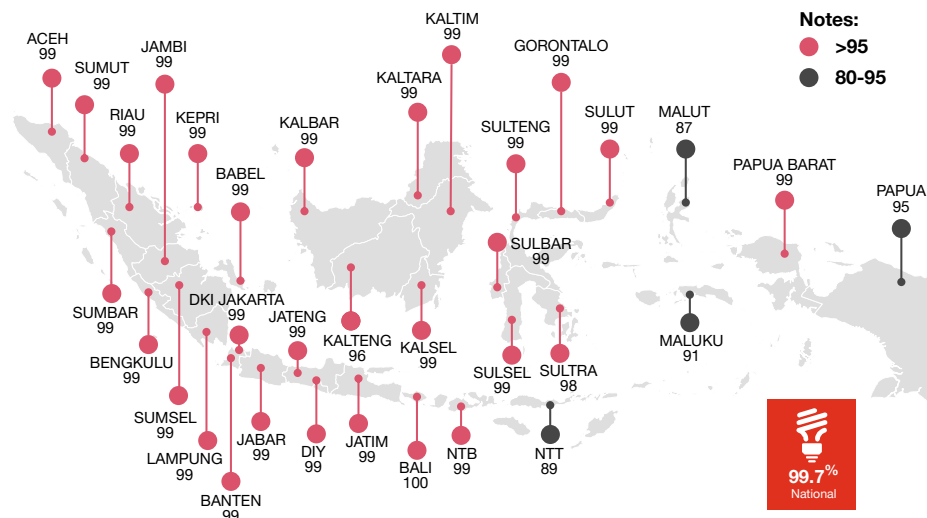 ACEH
99
SUMUT
99
JAMBI
99
RIAU
99
KEPRI
99
BABEL
99
KALBAR
99
KALTARA
99
KALTIM
99
SULTENG
99
GORONTALO
99
SULUT
99
MALUT
87
PAPUA BARAT
99
PAPUA
95
Notes:
>95
80-95
SULBAR
99
SUMBAR
99
BENGKULU
99
SUMSEL
99
LAMPUNG
99
DKI JAKARTA
99
BANTEN
99
JABAR
99
JATENG
99
DIY
99
JATIM
99
KALTENG
96
KALSEL
99
BALI
100
NTB
99
SULSEL
99
SULTRA
98
NTT
89
MALUKU
91
99.7%
National